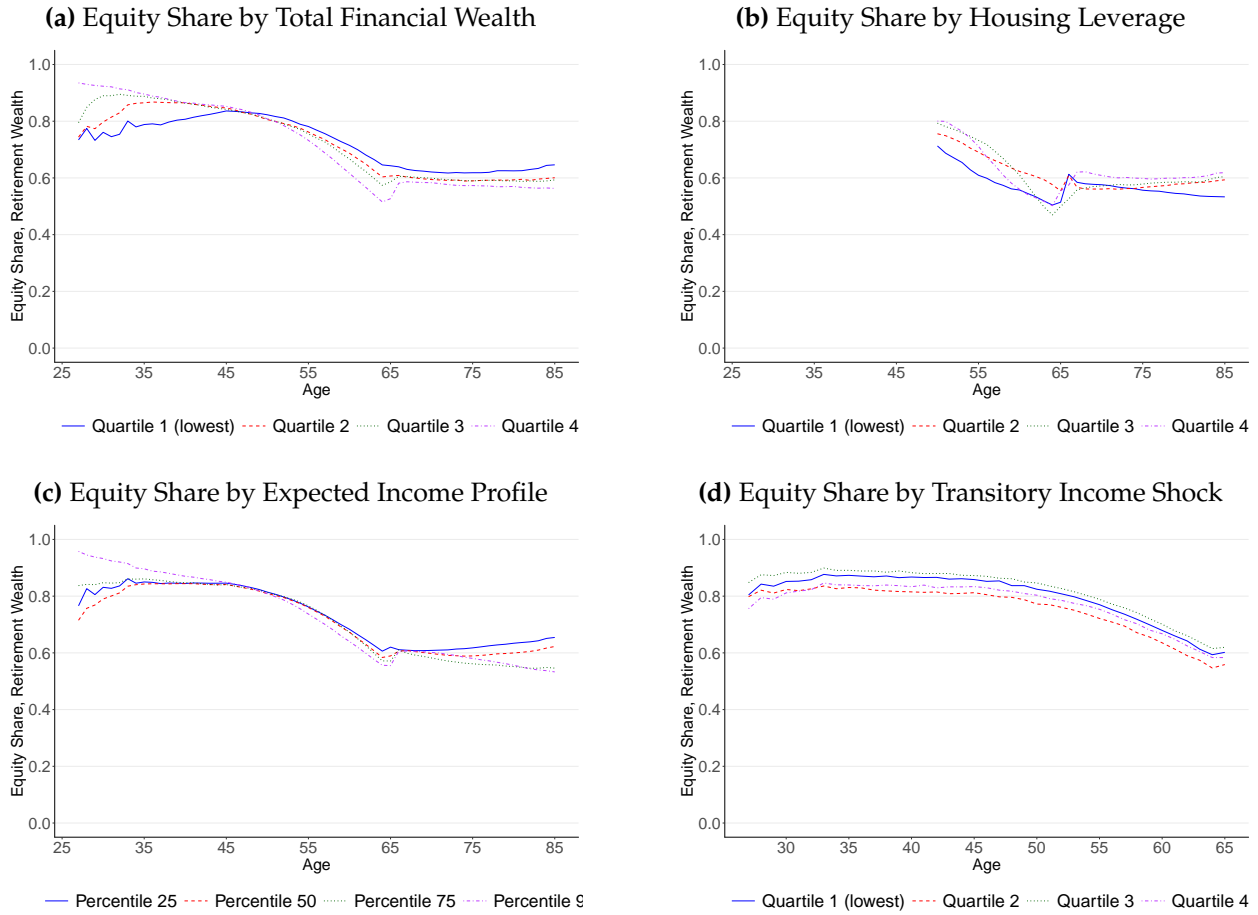 (a) Equity Share by Total Financial Wealth
Equity Share, Retirement Wealth
1.0
0.8
0.6
0.4
0.2
0.0
25 35 45 55 65 75 85
Age
Quartile 1 (lowest) Quartile 2 Quartile 3 Quartile 4
(b) Equity Share by Housing Leverage
Equity Share, Retirement Wealth
1.0
0.8
0.6
0.4
0.2
0.0
25 35 45 55 65 75 85
Age
Quartile 1 (lowest) Quartile 2 Quartile 3 Quartile 4
(c) Equity Share by Expected Income Profile
Equity Share, Retirement Wealth
1.0
0.8
0.6
0.4
0.2
0.0
25 35 45 55 65 75 85
Age
Percentile 25 Percentile 50 Percentile 75 Percentile 9
(d) Equity Share by Transitory Income Shock
Equity Share, Retirement Wealth
1.0
0.8
0.6
0.4
0.2
0.0
30 35 40 45 50 55 60 65
Age
Quartile 1 (lowest) Quartile 2 Quartile 3 Quartile 4